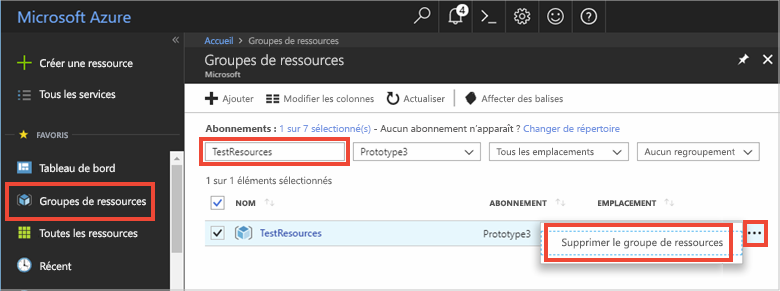 Microsoft Azure
4
Créer une ressource
Tous les services
FAVORIS
Tableau de bord
Groupes de ressources
Toutes les ressources
Récent
Accueil > Groupes de ressources
Groupes de ressources
Microsoft
Ajouter Modifier les colonnes Actualiser Affecter des balises
Abonnements : 1 sur 7 sélectionné(s) - Aucun abonnement n'apparaît ? Changer de répertoire
TestResources Prototype3 Tous les emplacements Aucun regroupement
1 sur 1 éléments sélectionnés
NOM ABONNEMENT EMPLACEMENT
TestResources Prototype3
Supprimer le groupe de ressources